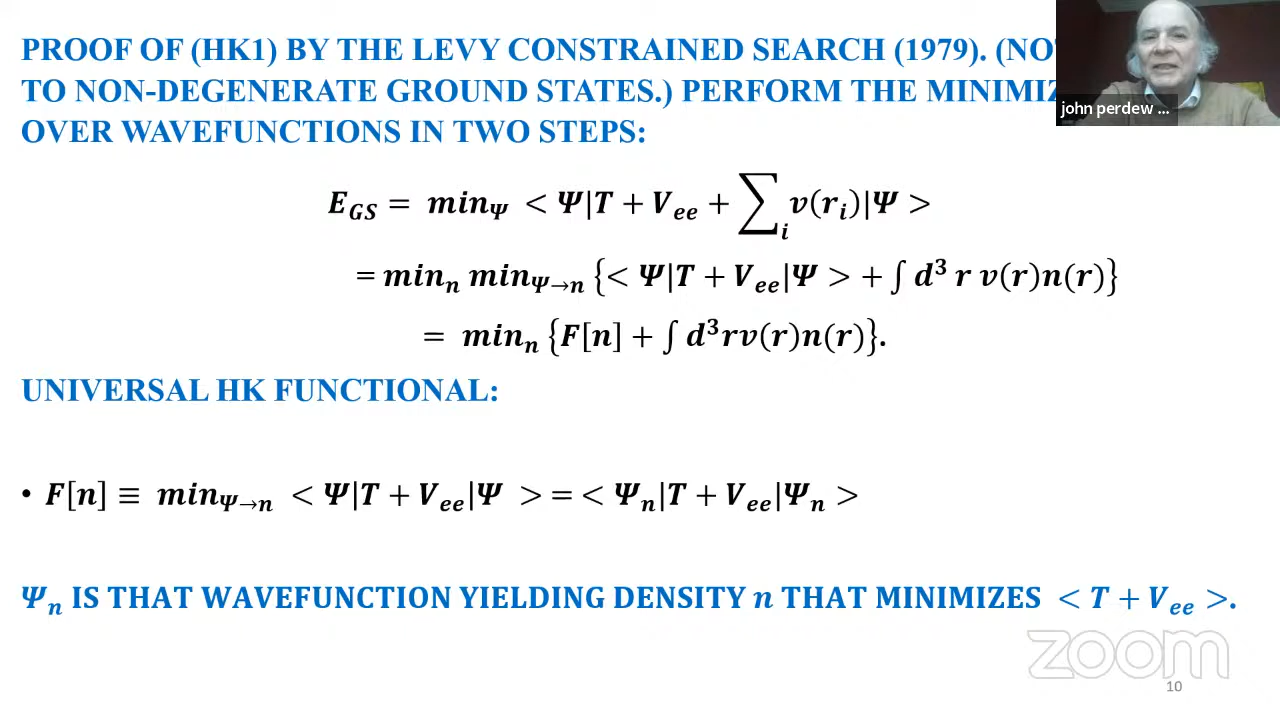 PROOF OF (HK1) BY THE LEVY CONSTRAINED SEARCH (1979). (NO
TO NON-DEGENERATE GROUND STATES.) PERFORM THE MINIMIZ
OVER WAVEFUNCTIONS IN TWO STEPS:
john perdew ...
E_GS = min_Ψ < Ψ|T + V_ee + ∑_i v(r_i)|Ψ >
= min_n min_Ψ→n {< Ψ|T + V_ee|Ψ > + ∫ d³ r v(r)n(r)}
= min_n {F[n] + ∫ d³rv(r)n(r)}.
UNIVERSAL HK FUNCTIONAL:
• F[n] ≡ min_Ψ→n < Ψ|T + V_ee|Ψ > = < Ψ_n|T + V_ee|Ψ_n >
Ψ_n IS THAT WAVEFUNCTION YIELDING DENSITY n THAT MINIMIZES < T + V_ee >.
zoom
10